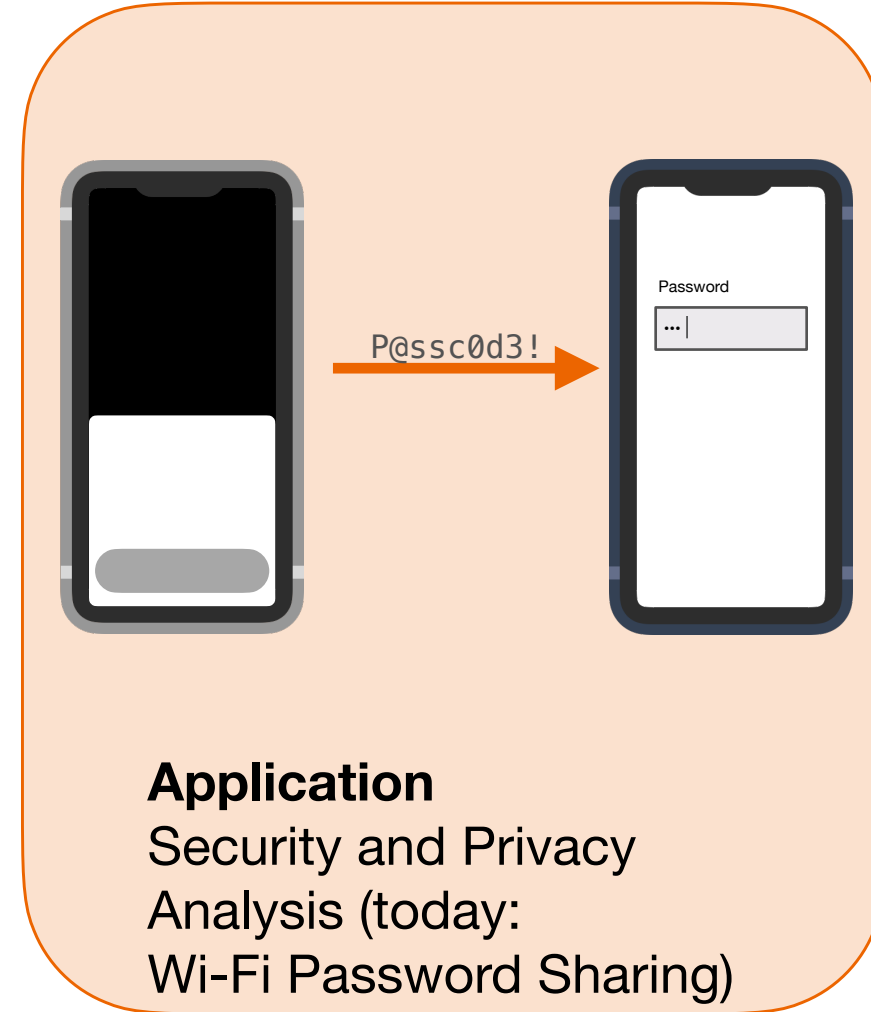 Password
•••
P@ssc0d3!
Application
Security and Privacy
Analysis (today:
Wi-Fi Password Sharing)